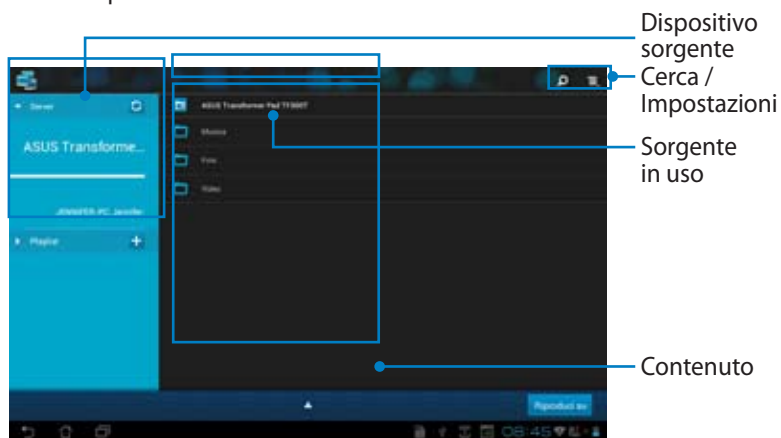 Dispositivo
sorgente
Cerca /
Impostazioni
Server
ASUS Transformer Pad TF300T
Musica
ASUS Transforme...
Foto
Sorgente
in uso
Video
JENNIFER-PC: Jennifer
Playlist
Contenuto
Riproduci su
08:45